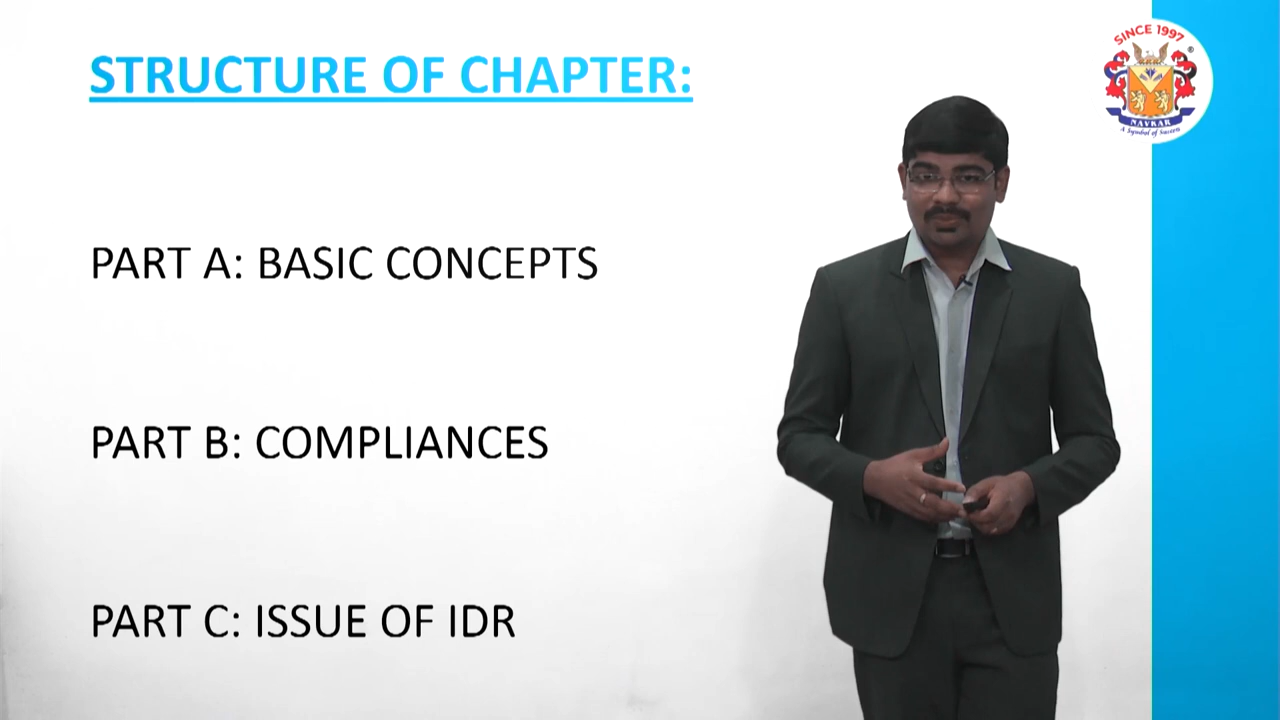 STRUCTURE OF CHAPTER:
SINCE 1997
NAVKAR
A Symbol of Success
PART A: BASIC CONCEPTS
PART B: COMPLIANCES
PART C: ISSUE OF IDR